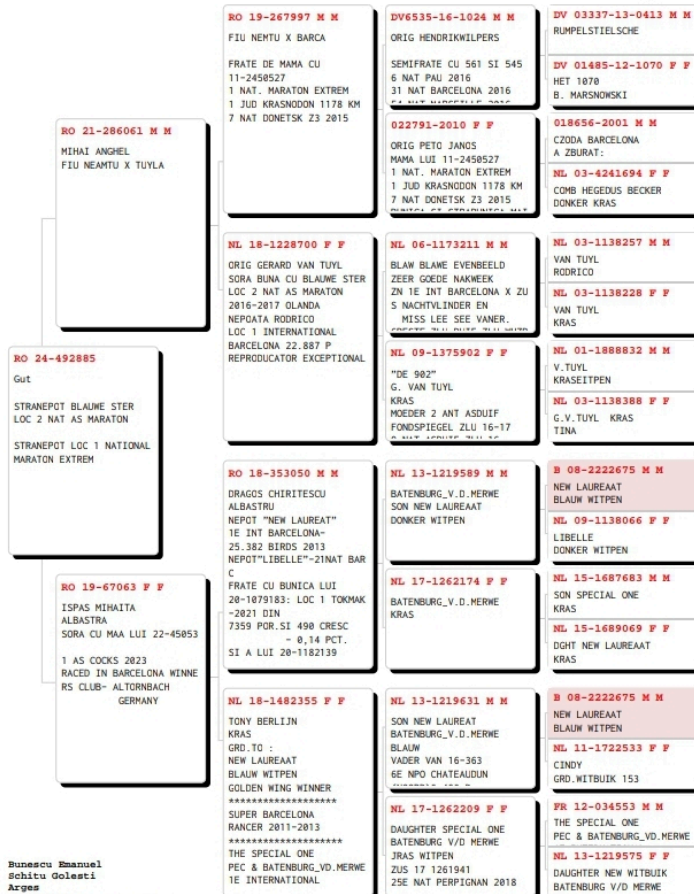 RO 24-492885
Gut
STRANEPOT BLAUWE STER
LOC 2 NAT AS MARATON
STRANEPOT LOC 1 NATIONAL
MARATON EXTREM
RO 21-286061 M M
MIHAI ANGHEL
FIU NEAMTU X TUYLA
RO 19-67063 F F
ISPAS MIHAITA
ALBASTRA
SORA CU MAA LUI 22-45053
1 AS COCKS 2023
RACED IN BARCELONA WINNE
RS CLUB- ALTORNBACH
GERMANY
RO 19-267997 M M
FIU NEMTU X BARCA
FRATE DE MAMA CU
11-2450527
1 NAT. MARATON EXTREM
1 JUD KRASNODON 1178 KM
7 NAT DONETSK Z3 2015
NL 18-1228700 F F
ORIG GERARD VAN TUYL
SORA BUNA CU BLAUWE STER
LOC 2 NAT AS MARATON
2016-2017 OLANDA
NEPOATA RODRICO
LOC 1 INTERNATIONAL
BARCELONA 22.887 P
REPRODUCATOR EXCEPTIONAL
RO 18-353050 M M
DRAGOS CHIRITESCU
ALBASTRU
NEPOT "NEW LAUREAT"
1E INT BARCELONA-
25.382 BIRDS 2013
NEPOT"LIBELLE"-21NAT BAR
C
FRATE CU BUNICA LUI
20-1079183: LOC 1 TOKMAK
-2021 DIN
7359 POR.SI 490 CRESC
- 0,14 PCT.
SI A LUI 20-1182139
NL 18-1482355 F F
TONY BERLIJN
KRAS
GRD.TO :
NEW LAUREAAT
BLAUW WITPEN
GOLDEN WING WINNER
*******************
SUPER BARCELONA
RANCER 2011-2013
********************
THE SPECIAL ONE
PEC & BATENBURG_VD.MERWE
1E INTERNATIONAL
DV6535-16-1024 M M
ORIG HENDRIKWILPERS
SEMIFRATE CU 561 SI 545
6 NAT PAU 2016
31 NAT BARCELONA 2016
022791-2010 F F
ORIG PETO JANOS
MAMA LUI 11-2450527
1 NAT. MARATON EXTREM
1 JUD KRASNODON 1178 KM
7 NAT DONETSK Z3 2015
NL 06-1173211 M M
BLAW BLAWE EVENBEELD
ZEER GOEDE NAKWEEK
ZN 1E INT BARCELONA X ZU
S NACHTVLINDER EN
MISS LEE SEE VANER.
NL 09-1375902 F F
"DE 902"
G. VAN TUYL
KRAS
MOEDER 2 ANT ASDUIF
FONDSPIEGEL ZLU 16-17
NL 13-1219589 M M
BATENBURG_V.D.MERWE
SON NEW LAUREAAT
DONKER WITPEN
NL 17-1262174 F F
BATENBURG_V.D.MERWE
KRAS
NL 13-1219631 M M
SON NEW LAUREAT
BATENBURG_V.D.MERWE
BLAUW
VADER VAN 16-363
6E NPO CHATEAUDUN
NL 17-1262209 F F
DAUGHTER SPECIAL ONE
BATENBURG V/D MERWE
JRAS WITPEN
ZUS 17 1261941
25E NAT PERPIGNAN 2018
DV 03337-13-0413 M M
RUMPELSTIELSCHE
DV 01485-12-1070 F F
HET 1070
B. MARSNOWSKI
018656-2001 M M
CZODA BARCELONA
A ZBURAT:
NL 03-4241694 F F
COMB HEGEDUS BECKER
DONKER KRAS
NL 03-1138257 M M
VAN TUYL
RODRICO
NL 03-1138228 F F
VAN TUYL
KRAS
NL 01-1888832 M M
V.TUYL
KRASEITPEN
NL 03-1138388 F F
G.V.TUYL KRAS
TINA
B 08-2222675 M M
NEW LAUREAAT
BLAUW WITPEN
NL 09-1138066 F F
LIBELLE
DONKER WITPEN
NL 15-1687683 M M
SON SPECIAL ONE
KRAS
NL 15-1689069 F F
DGHT NEW LAUREAAT
KRAS
B 08-2222675 M M
NEW LAUREAAT
BLAUW WITPEN
NL 11-1722533 F F
CINDY
GRD.WITBUIK 153
FR 12-034553 M M
THE SPECIAL ONE
PEC & BATENBURG_VD.MERWE
NL 13-1219575 F F
DAUGHTER NEW WITBUIK
BATENBURG V/D MERWE
Bunescu Emanuel
Schitu Golesti
Arges